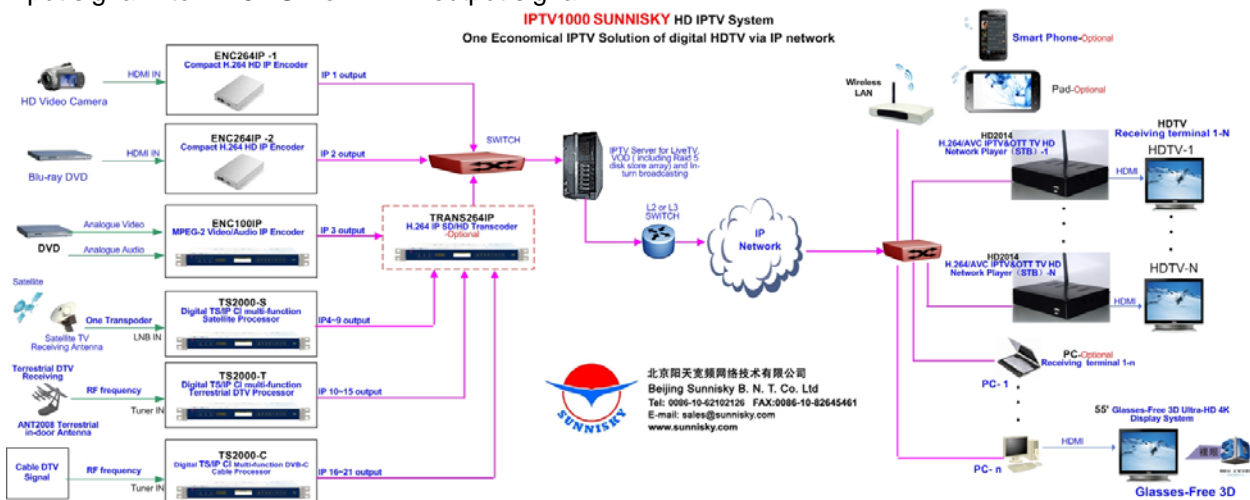 IPTV1000 SUNNISKY HD IPTV System
One Economical IPTV Solution of digital HDTV via IP network
HD Video Camera
HDMI IN
ENC264IP -1
Compact H.264 HD IP Encoder
IP 1 output
Blu-ray DVD
HDMI IN
ENC264IP -2
Compact H.264 HD IP Encoder
IP 2 output
DVD
Analogue Video
Analogue Audio
ENC100IP
MPEG-2 Video/Audio IP Encoder
IP 3 output
Satellite
Satellite TV
Receiving Antenna
One Transpoder
LNB IN
TS2000-S
Digital TS/IP CI multi-function
Satellite Processor
IP4~9 output
Terrestrial DTV
Receiving
ANT2008 Terrestrial
in-door Antenna
RF frequency
Tuner IN
TS2000-T
Digital TS/IP CI multi-function
Terrestrial DTV Processor
IP 10~15 output
Cable DTV
Signal
RF frequency
Tuner IN
TS2000-C
Digital TS/IP CI Multi-function DVB-C
Cable Processor
IP 16~21 output
SWITCH
TRANS264IP
H.264 IP SD/HD Transcoder
-Optional
IPTV Server for LiveTV,
VOD ( including Raid 5
disk store array) and In-
turn broadcasting
L2 or L3
SWITCH
IP
Network
Wireless
LAN
Smart Phone-Optional
Pad-Optional
HD2014
H.264/AVC IPTV&OTT TV HD
Network Player（STB）-1
HDMI
HDTV
Receiving terminal 1-N
HDTV-1
HD2014
H.264/AVC IPTV&OTT TV HD
Network Player（STB）-N
HDMI
HDTV-N
PC-Optional
Receiving terminal 1-n
PC- 1
PC- n
HDMI
55' Glasses-Free 3D Ultra-HD 4K
Display System
Glasses-Free 3D
SUNNISKY
北京阳天宽频网络技术有限公司
Beijing Sunnisky B. N. T. Co. Ltd
Tel: 0086-10-62102126 FAX:0086-10-82645461
E-mail: sales@sunnisky.com
www.sunnisky.com